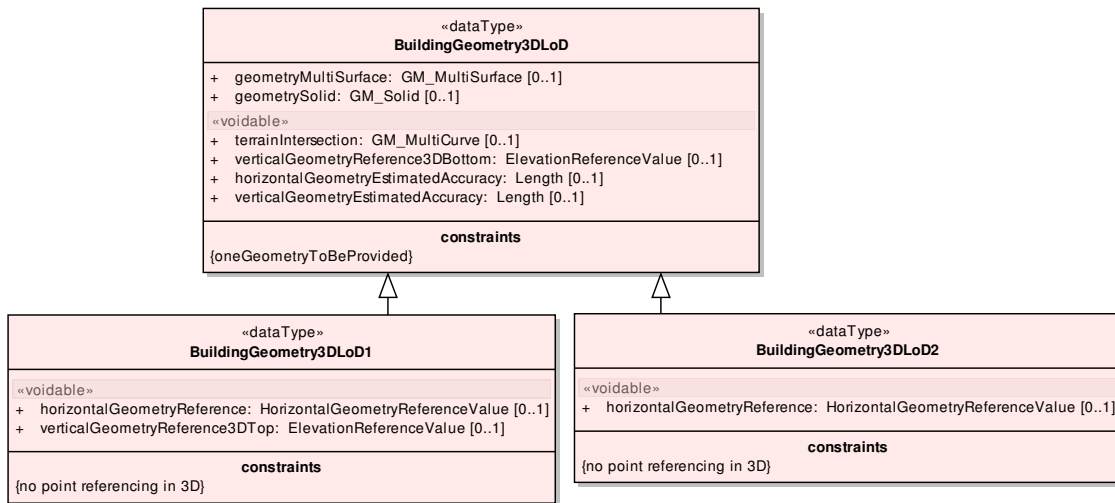 «dataType»
BuildingGeometry3DLoD
+ geometryMultiSurface: GM_MultiSurface [0..1]
+ geometrySolid: GM_Solid [0..1]
«voidable»
+ terrainIntersection: GM_MultiCurve [0..1]
+ verticalGeometryReference3DBottom: ElevationReferenceValue [0..1]
+ horizontalGeometryEstimatedAccuracy: Length [0..1]
+ verticalGeometryEstimatedAccuracy: Length [0..1]
constraints
{oneGeometryToBeProvided}
«dataType»
BuildingGeometry3DLoD1
«voidable»
+ horizontalGeometryReference: HorizontalGeometryReferenceValue [0..1]
+ verticalGeometryReference3DTop: ElevationReferenceValue [0..1]
constraints
{no point referencing in 3D}
«dataType»
BuildingGeometry3DLoD2
«voidable»
+ horizontalGeometryReference: HorizontalGeometryReferenceValue [0..1]
constraints
{no point referencing in 3D}